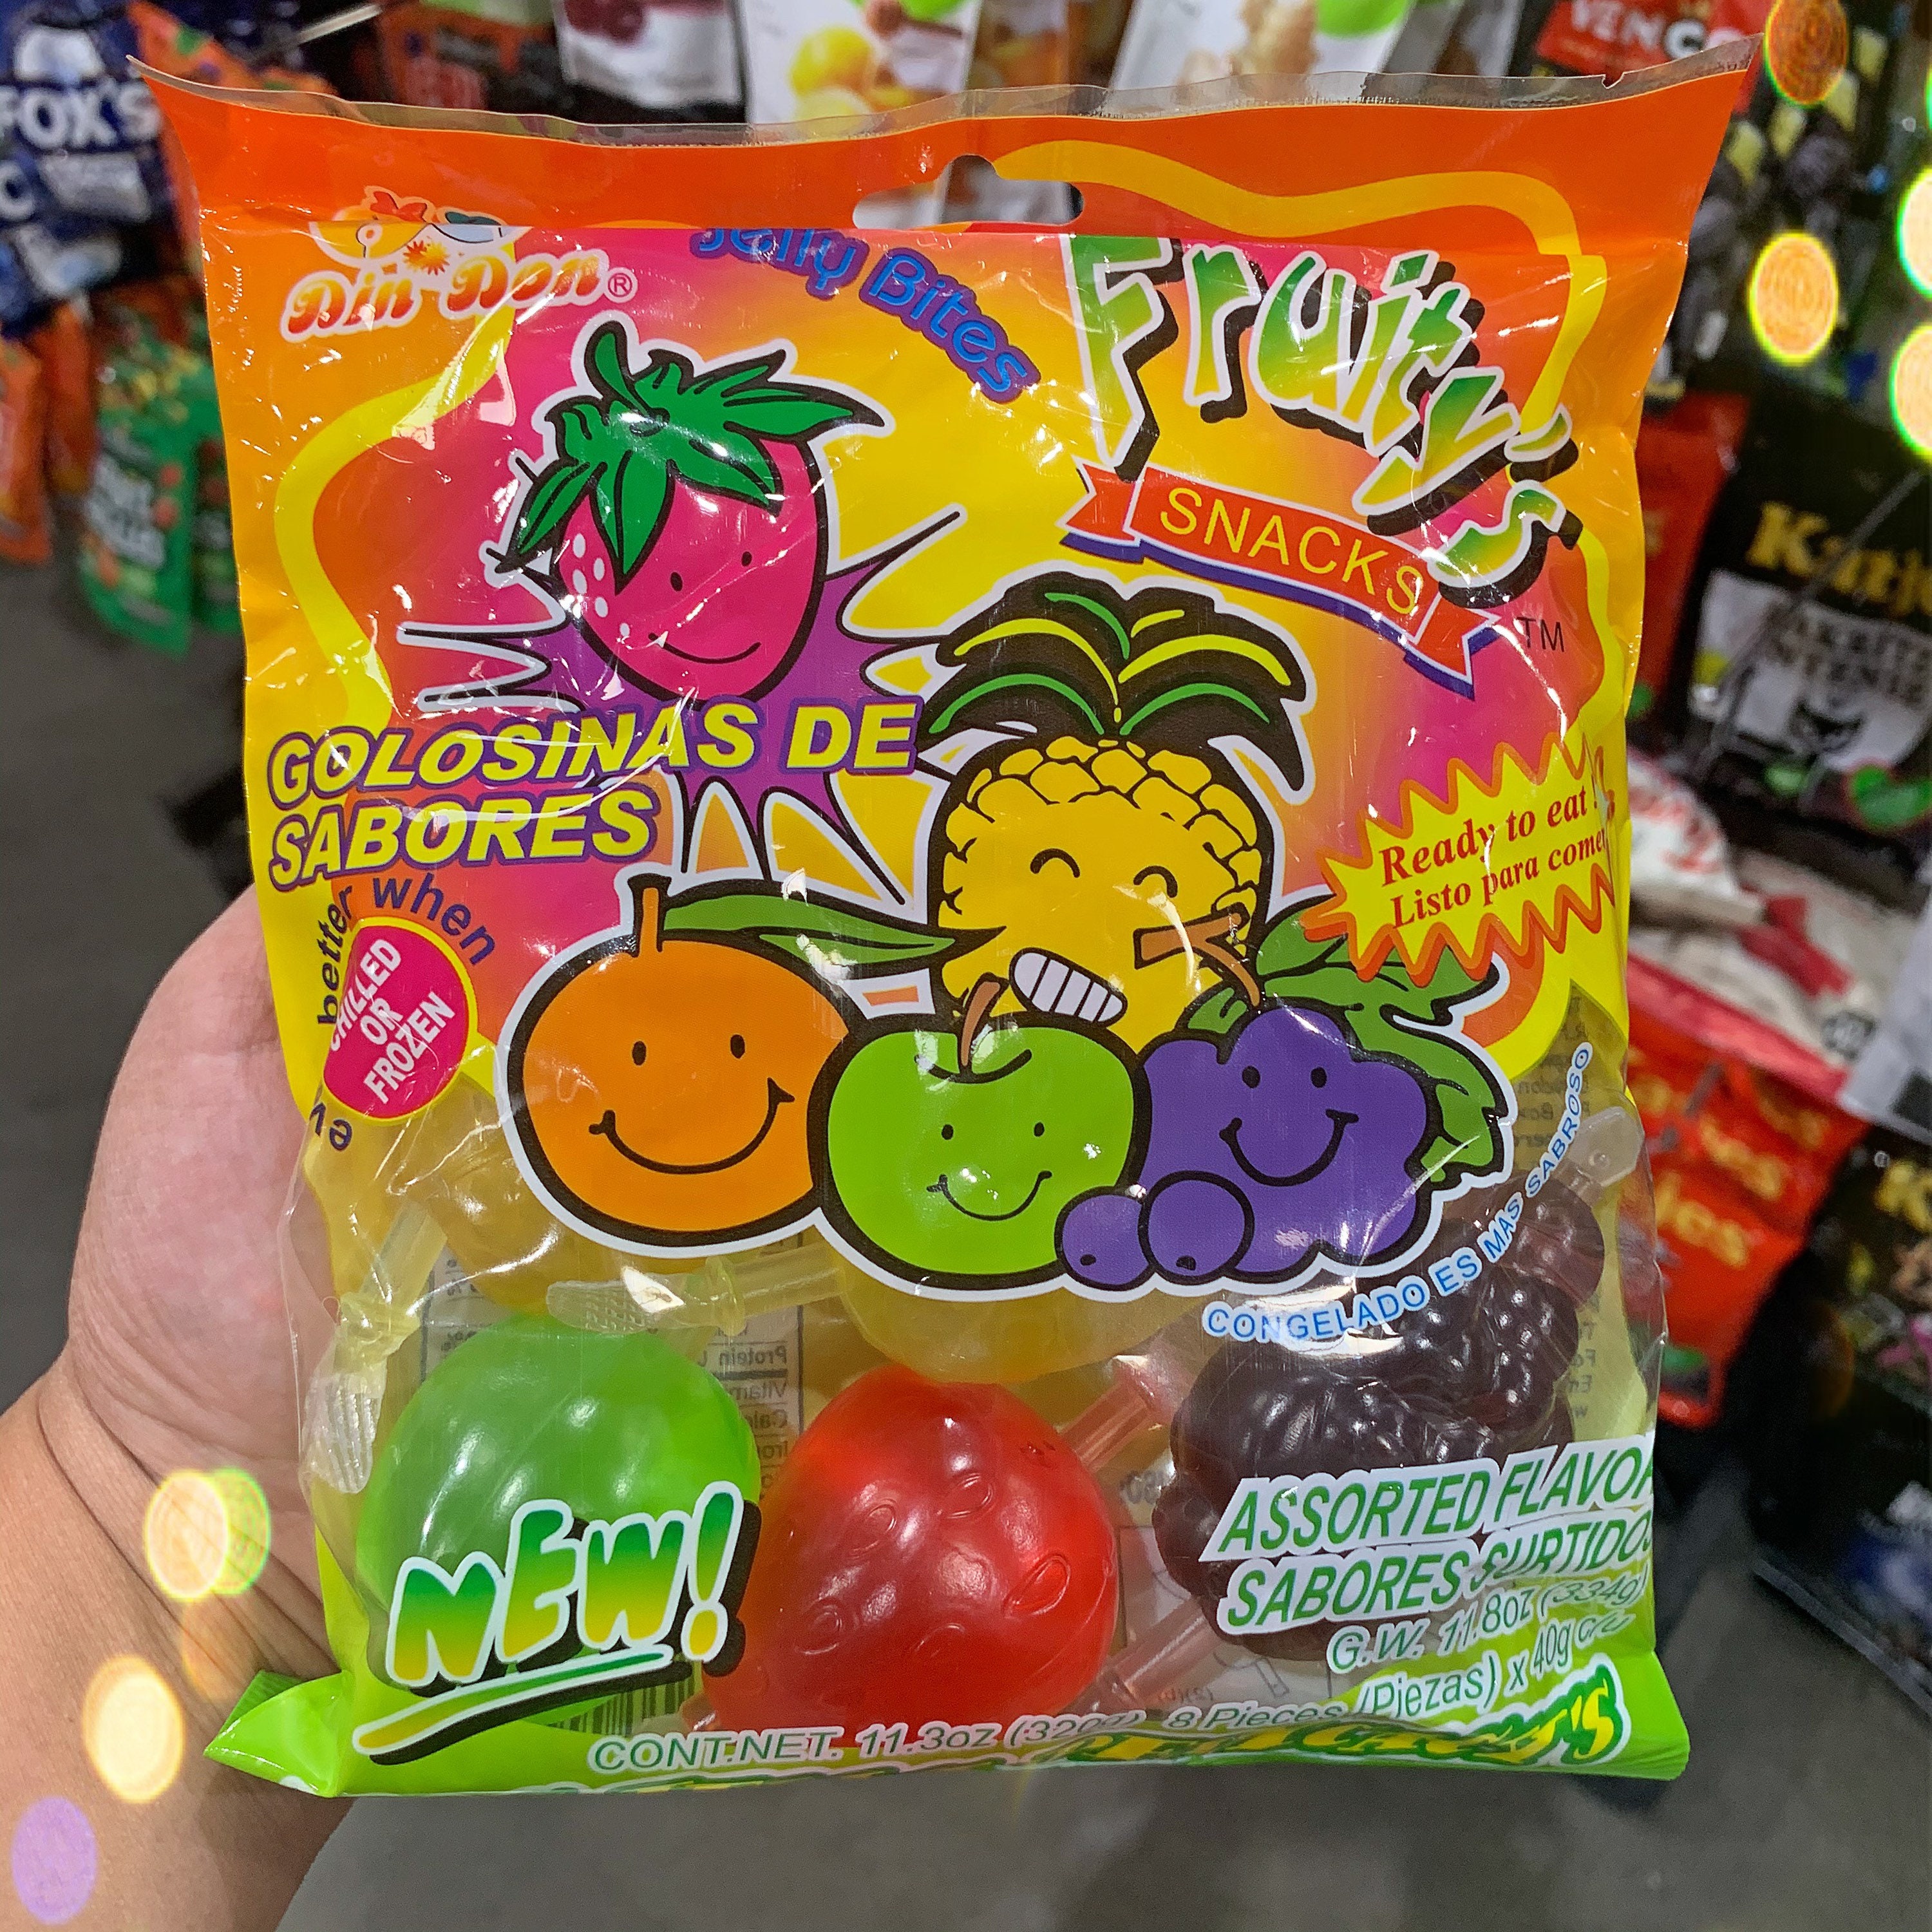 FOX'S
VENCO
Din Don®
Jelly Bites
Fruity's
SNACKS
TM
GOLOSINAS DE
SABORES
Ready to eat!
Listo para comer
better when
CHILLED
OR
FROZEN
CONGELADO ES MAS SABROSO
NEW!
ASSORTED FLAVOR
SABORES SURTIDOS
G.W. 11.8oz (334g)
CONT.NET. 11.3oz (320g) 8 Pieces (Piezas) x 40g c/u
Protein